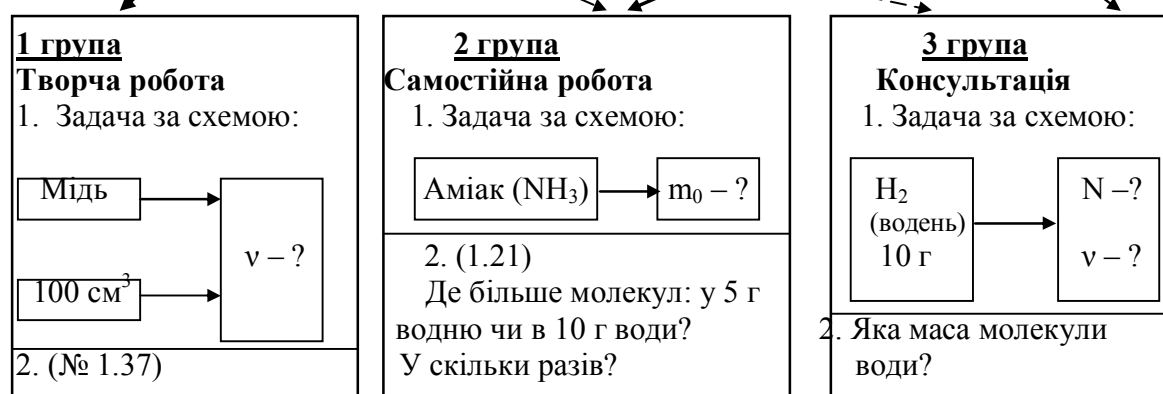 1 група
Творча робота
1. Задача за схемою:
Мідь
100 см³
ν – ?
2. (№ 1.37)
2 група
Самостійна робота
1. Задача за схемою:
Аміак (NH₃)
m₀ – ?
2. (1.21)
Де більше молекул: у 5 г
водню чи в 10 г води?
У скільки разів?
3 група
Консультація
1. Задача за схемою:
H₂
(водень)
10 г
N –?
ν – ?
2. Яка маса молекули
води?